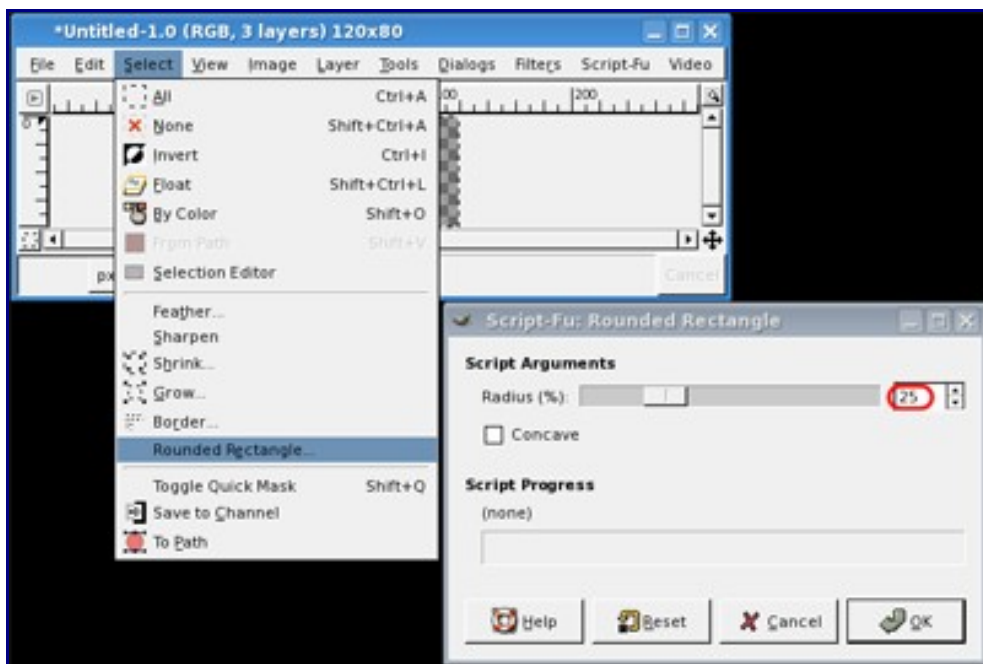 *Untitled-1.0 (RGB, 3 layers) 120x80
File Edit Select View Image Layer Tools Dialogs Filters Script-Fu Video
All Ctrl+A
200
None Shift+Ctrl+A
0
Invert Ctrl+I
Float Shift+Ctrl+L
By Color Shift+O
From Path Shift+V
px
Selection Editor
Cancel
Feather...
Sharpen
Shrink...
Grow...
Border...
Rounded Rectangle...
Toggle Quick Mask Shift+Q
Save to Channel
To Path
Script-Fu: Rounded Rectangle
Script Arguments
Radius (%): 25
Concave
Script Progress
(none)
Help Reset Cancel OK